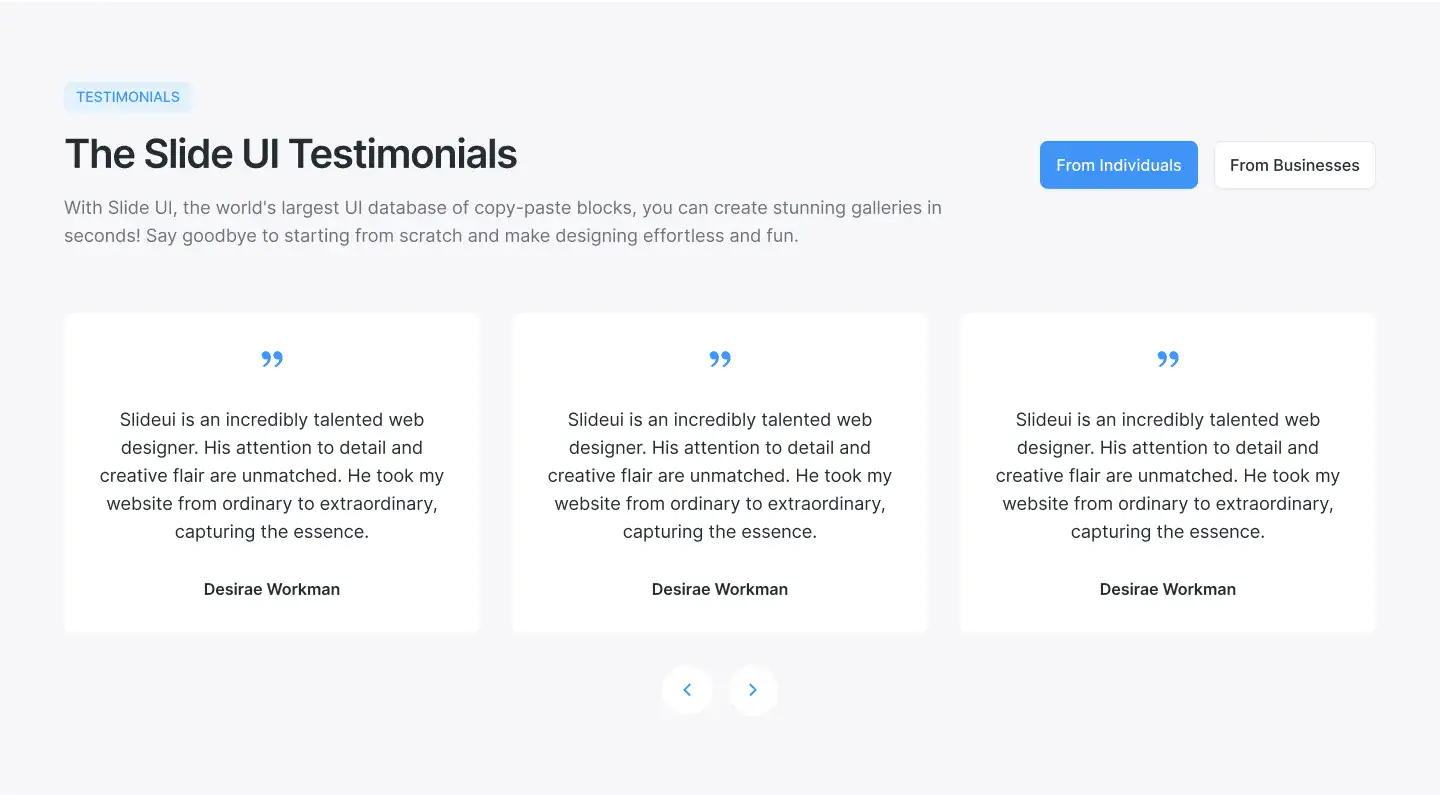 TESTIMONIALS
The Slide UI Testimonials
With Slide UI, the world's largest UI database of copy-paste blocks, you can create stunning galleries in
seconds! Say goodbye to starting from scratch and make designing effortless and fun.
From Individuals
From Businesses
”
Slideui is an incredibly talented web
designer. His attention to detail and
creative flair are unmatched. He took my
website from ordinary to extraordinary,
capturing the essence.
Desirae Workman
”
Slideui is an incredibly talented web
designer. His attention to detail and
creative flair are unmatched. He took my
website from ordinary to extraordinary,
capturing the essence.
Desirae Workman
”
Slideui is an incredibly talented web
designer. His attention to detail and
creative flair are unmatched. He took my
website from ordinary to extraordinary,
capturing the essence.
Desirae Workman